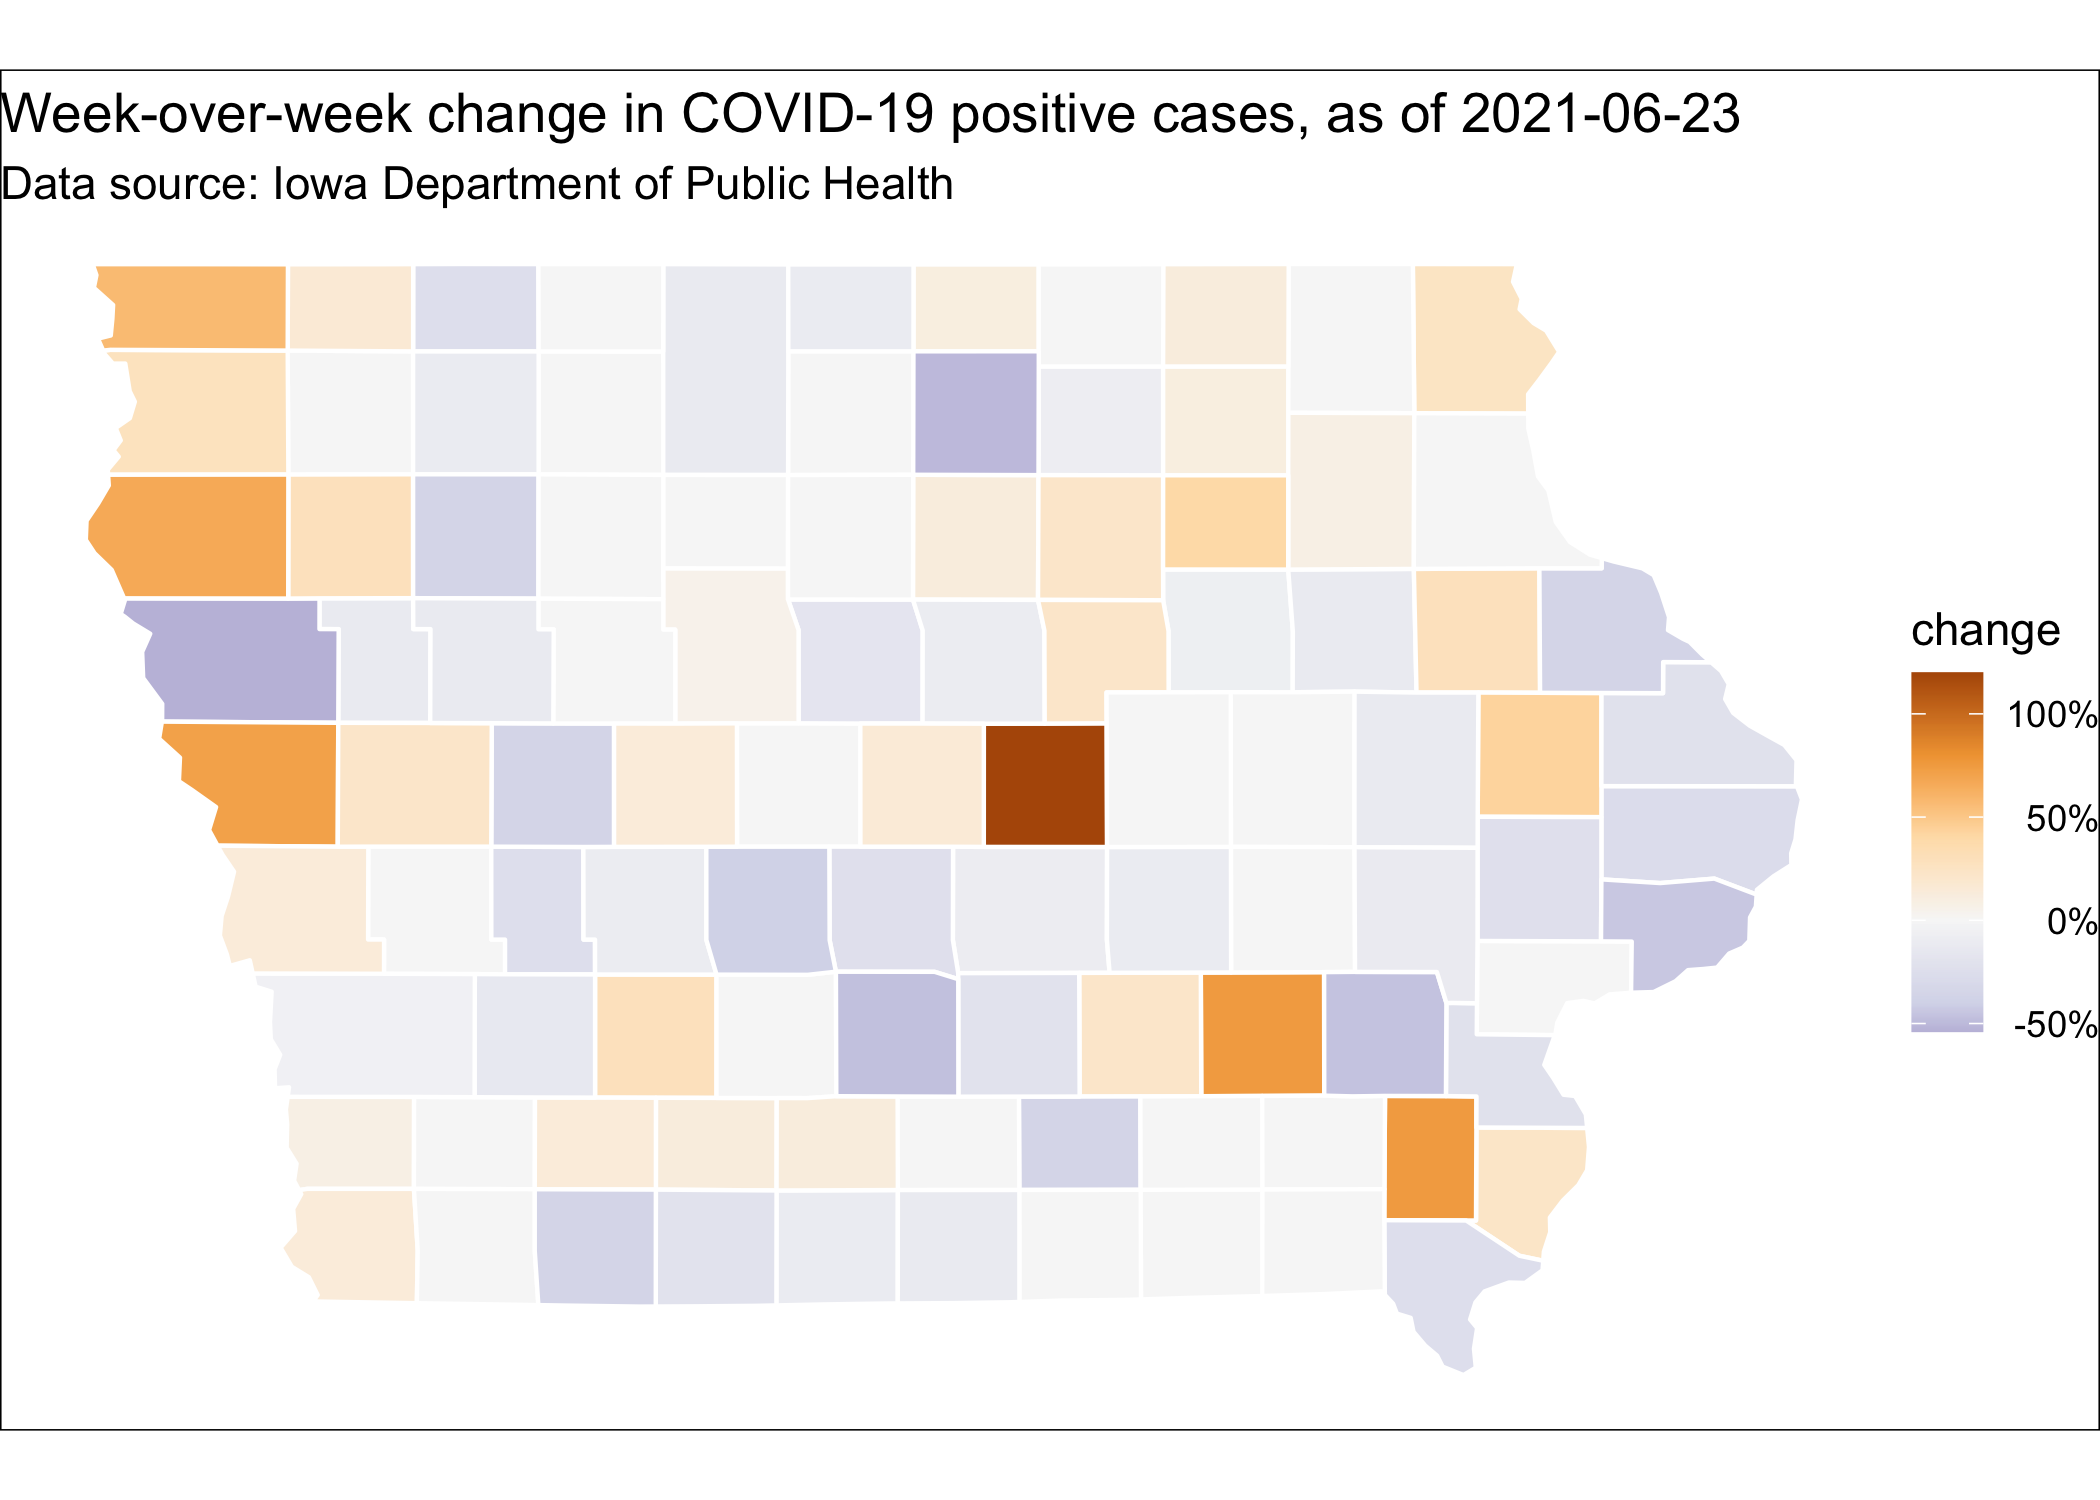 Week-over-week change in COVID-19 positive cases, as of 2021-06-23
Data source: Iowa Department of Public Health
change
100%
50%
0%
-50%